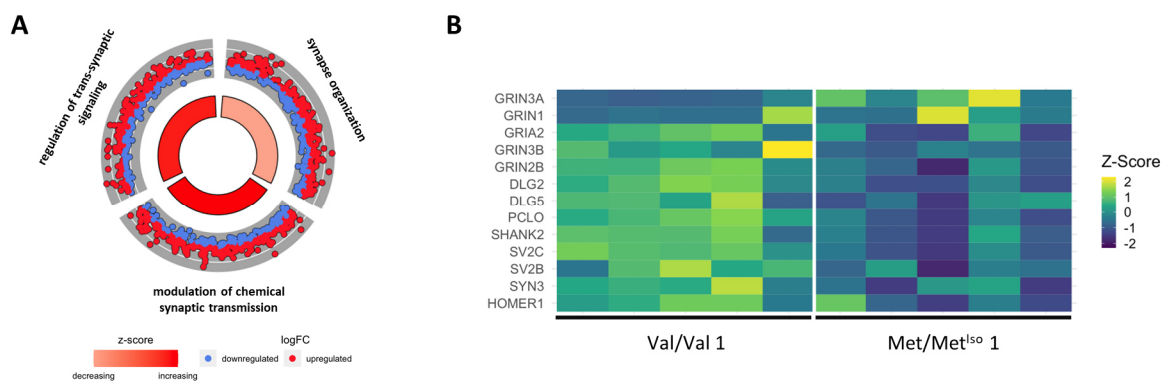 A
regulation of trans-synaptic
signaling
synapse organization
modulation of chemical
synaptic transmission
z-score
decreasing
increasing
logFC
downregulated
upregulated
B
GRIN3A
GRIN1
GRIA2
GRIN3B
GRIN2B
DLG2
DLG5
PCLO
SHANK2
SV2C
SV2B
SYN3
HOMER1
Val/Val 1
Met/Metᴵˢᵒ 1
Z-Score
2
1
0
-1
-2